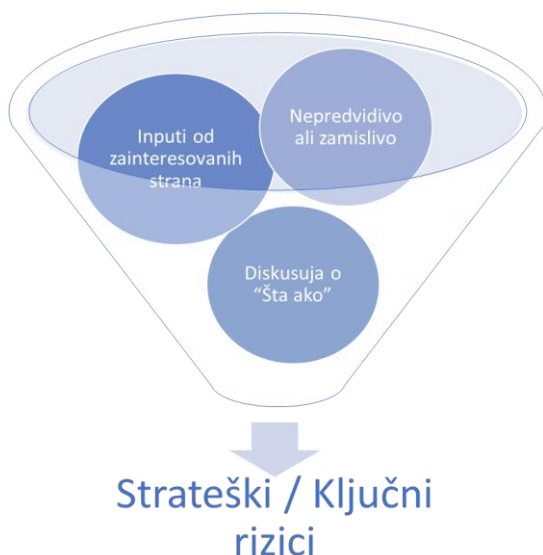 Inputi od
zainteresovanih
strana
Nepredvidivo
ali zamislivo
Diskusuja o
“Šta ako”
Strateški / Ključni
rizici